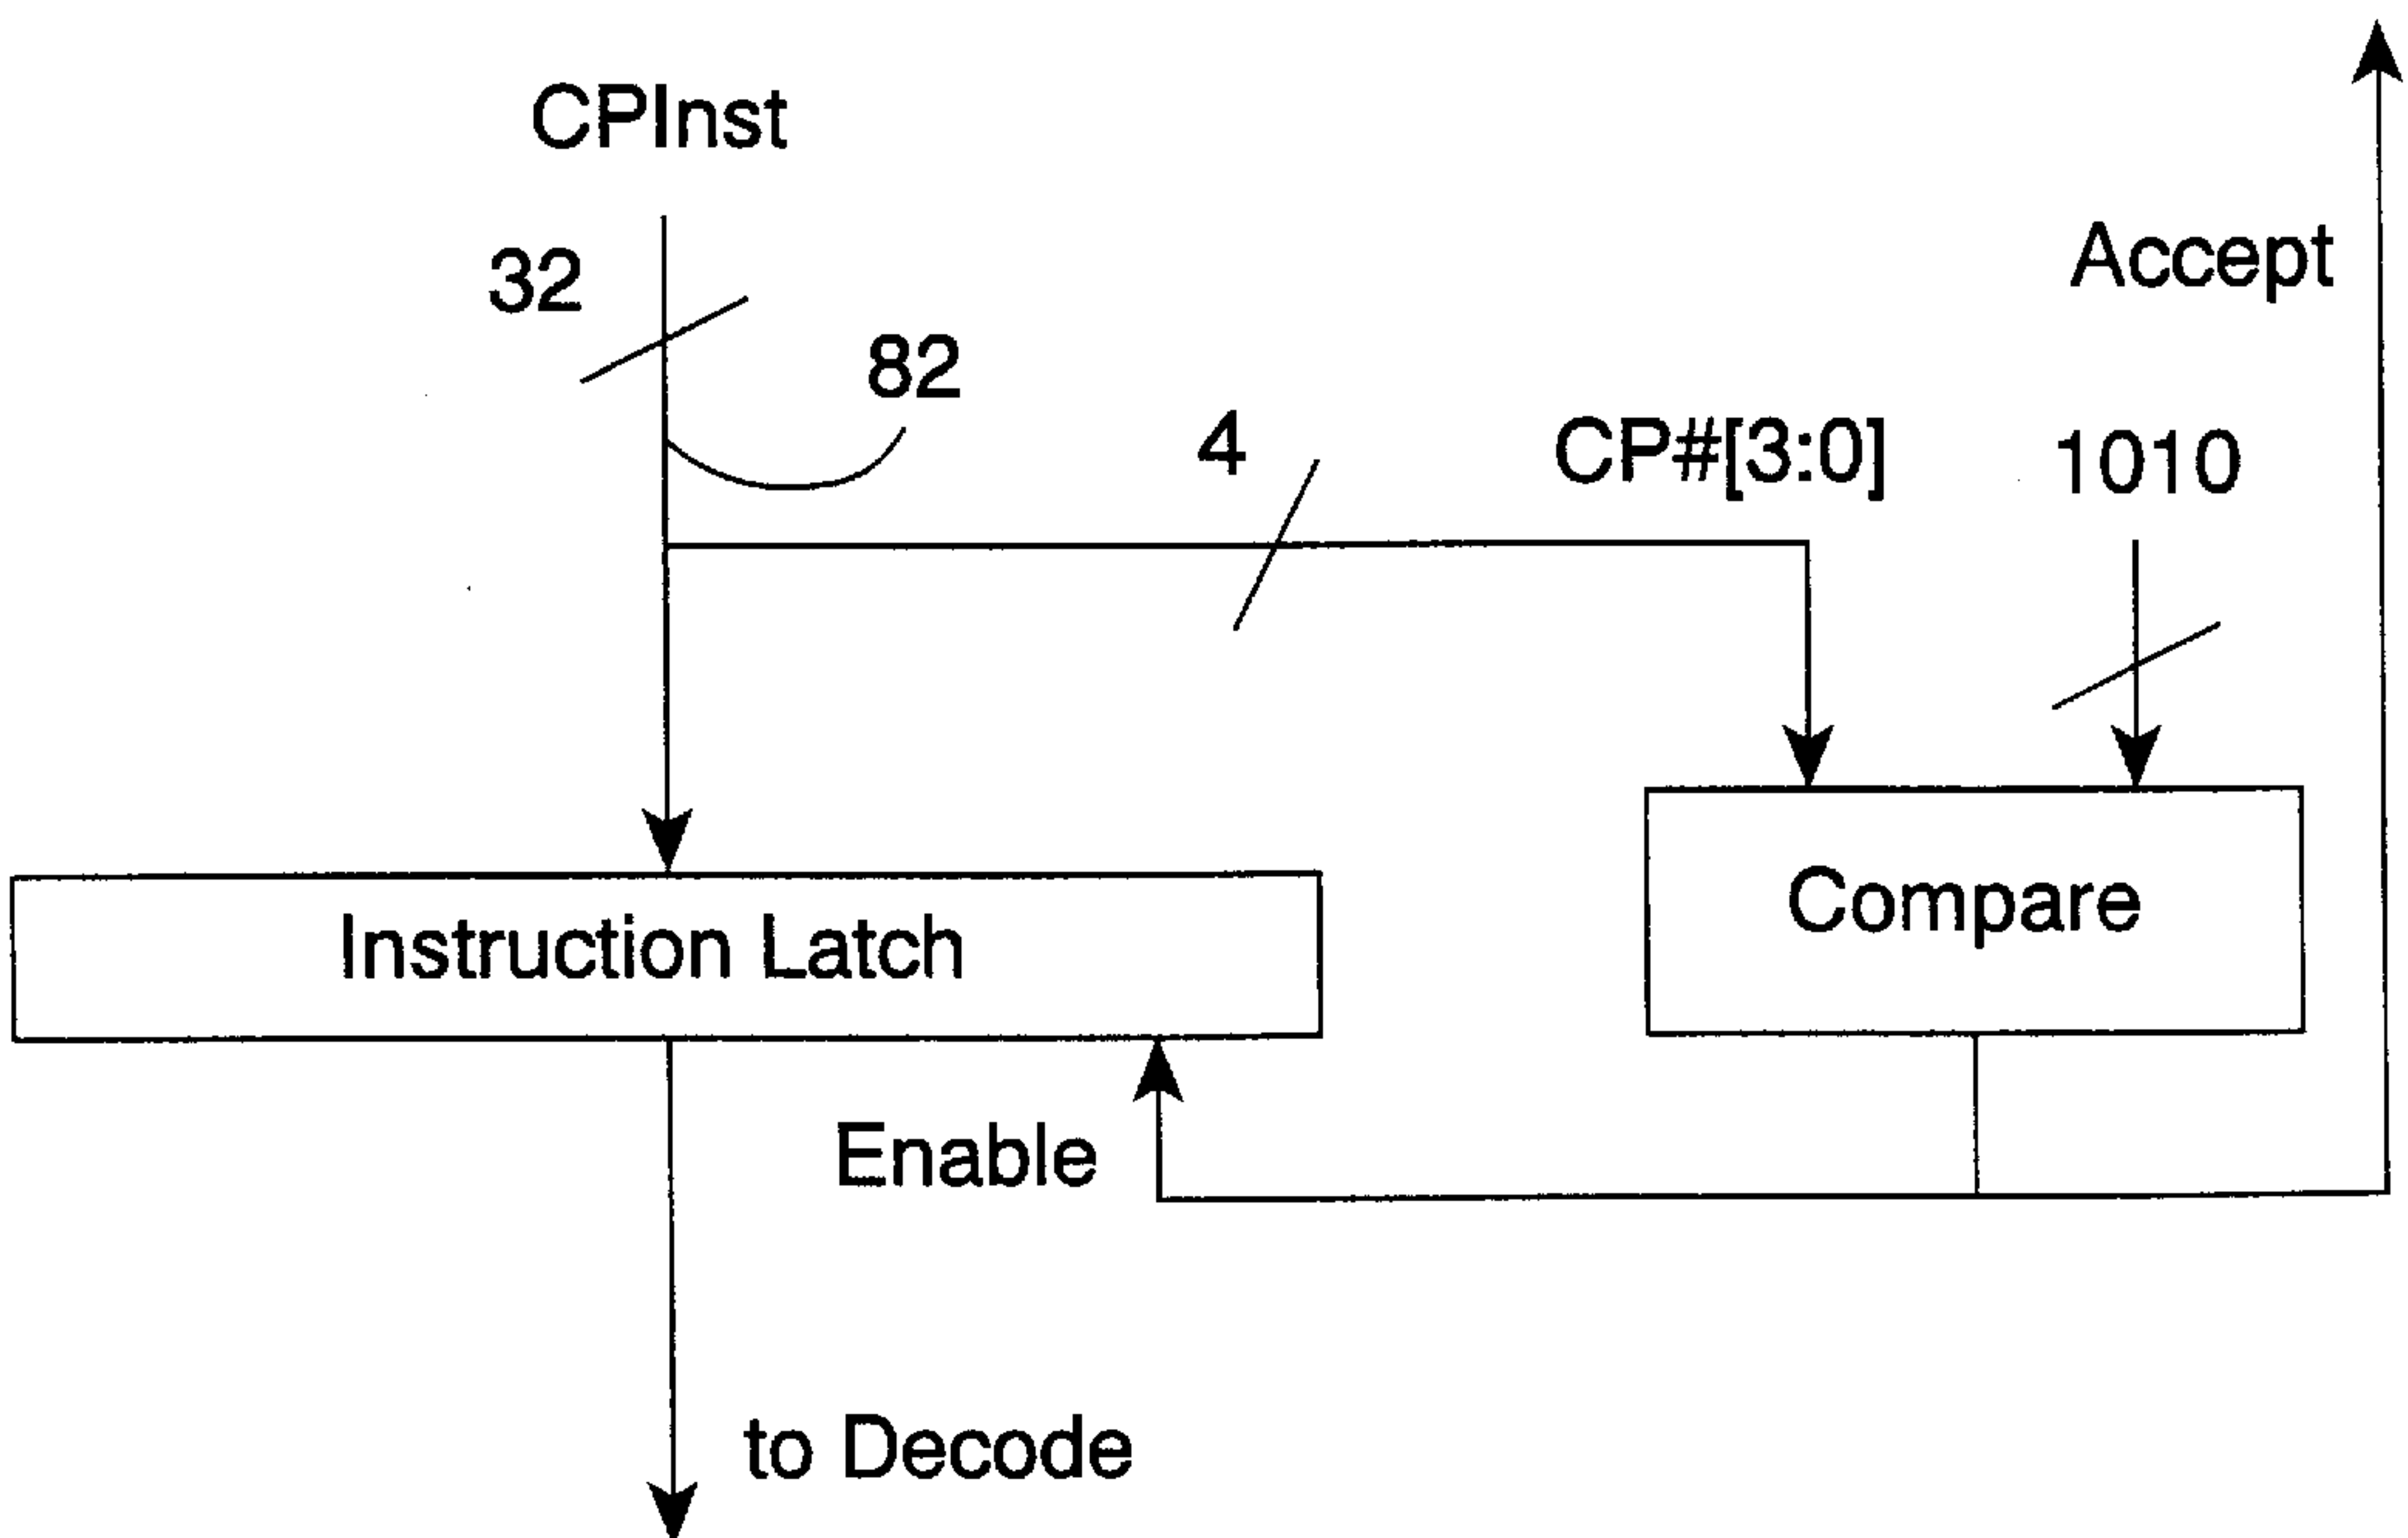 CPInst
32
Accept
82
4
CP#[3:0]
1010
Compare
Instruction Latch
Enable
to Decode